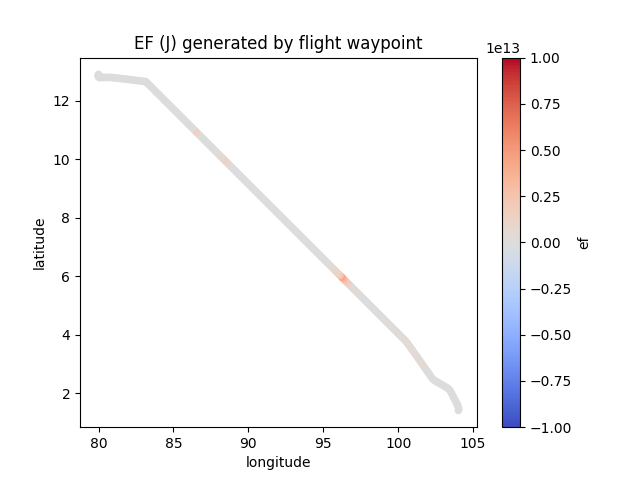 EF (J) generated by flight waypoint
1e13
1.00
0.75
0.50
0.25
0.00
−0.25
−0.50
−0.75
−1.00
ef
12
10
8
6
4
2
latitude
80 85 90 95 100 105
longitude